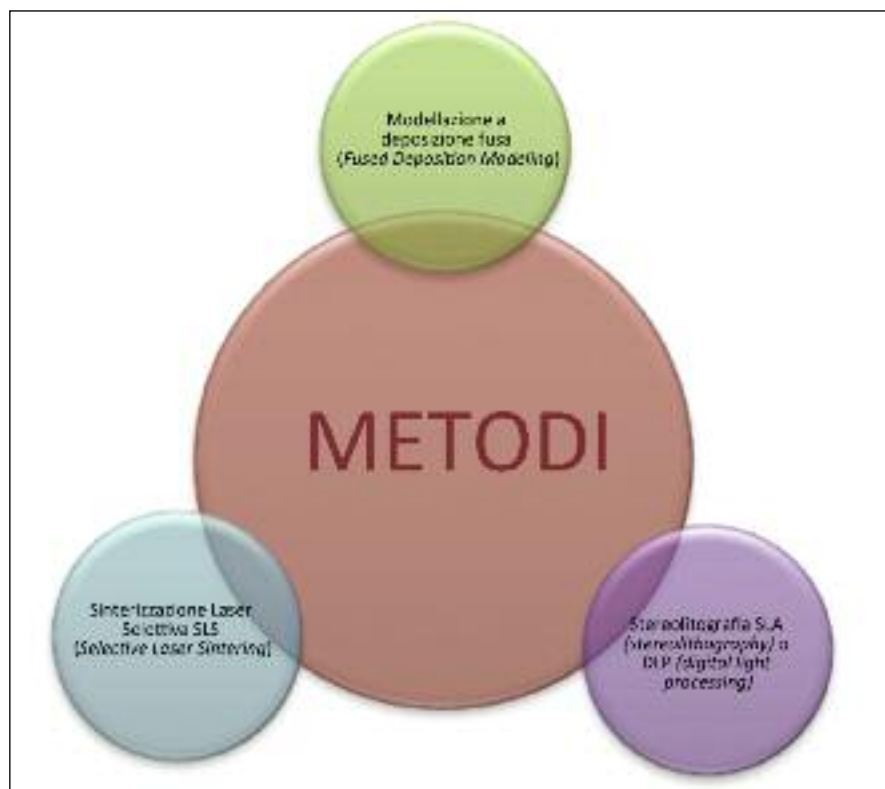 Modellazione a
deposizione fusa
(Fused Deposition Modeling)
METODI
Sinterizzazione Laser
Selettiva SLS
(Selective Laser Sintering)
Stereolitografia SLA
(stereolithography) o
DLP (digital light
processing)